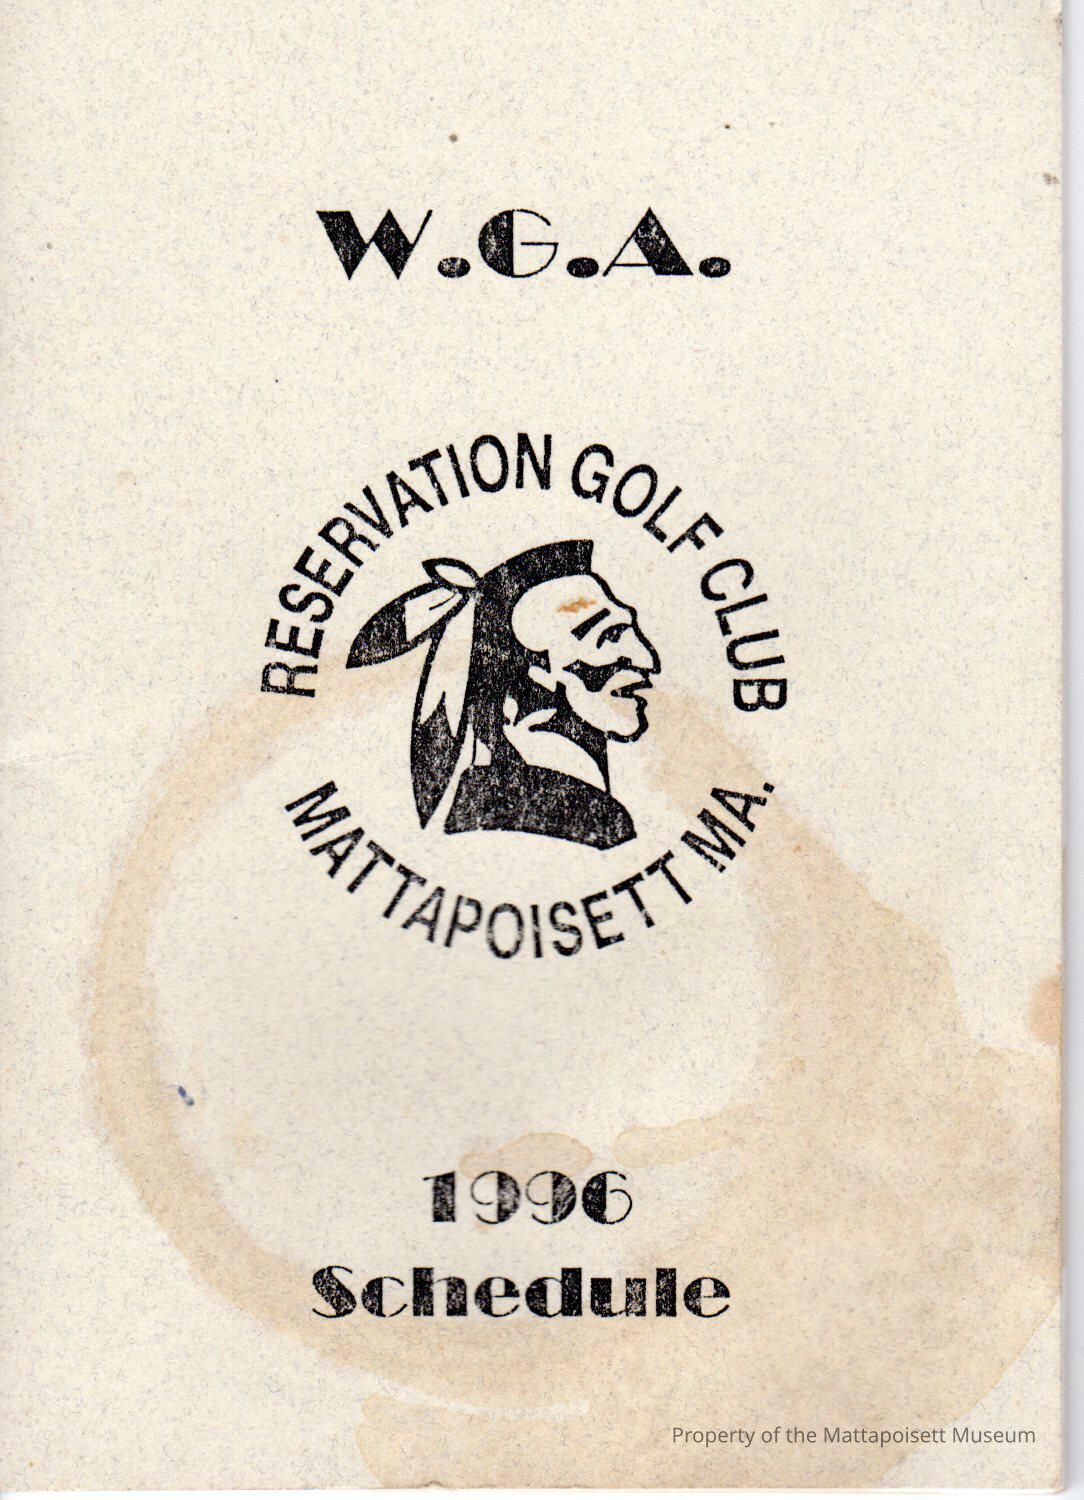 W.G.A.
RESERVATION GOLF CLUB
MATTAPOISETT MA.
1996
Schedule
Property of the Mattapoisett Museum